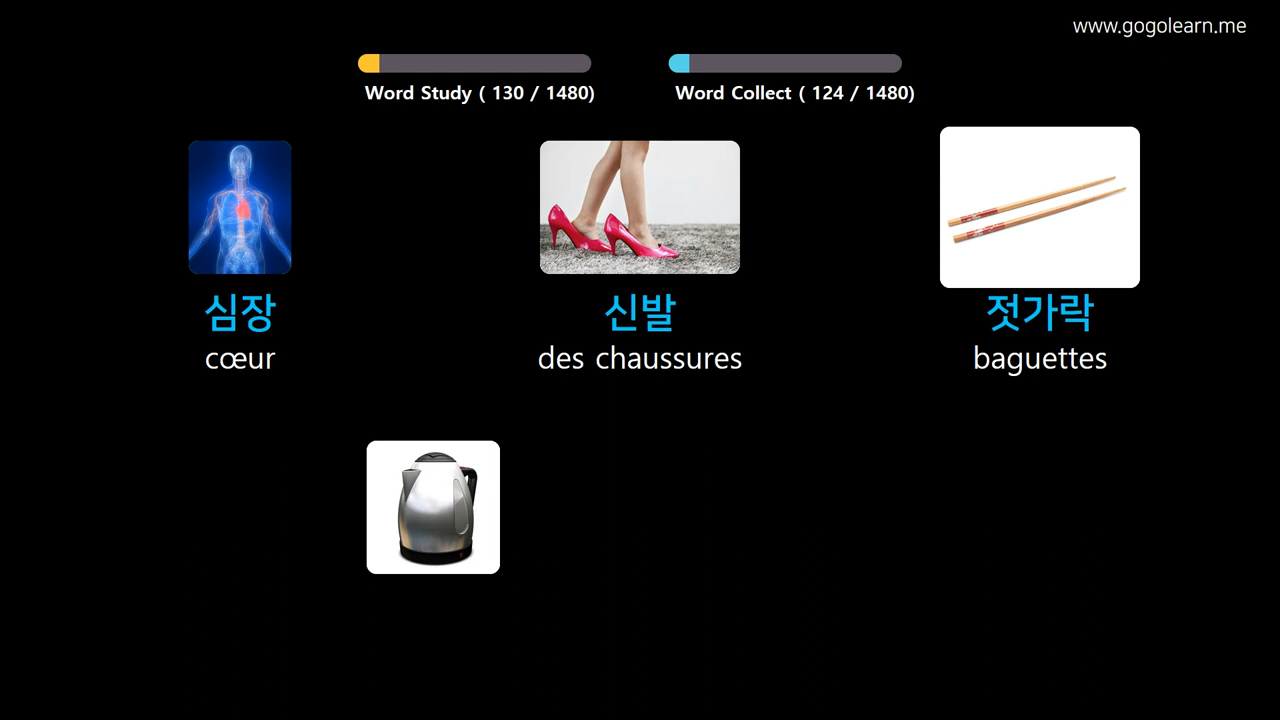 www.gogolearn.me
Word Study ( 130 / 1480)
Word Collect ( 124 / 1480)
심장
cœur
신발
des chaussures
젓가락
baguettes